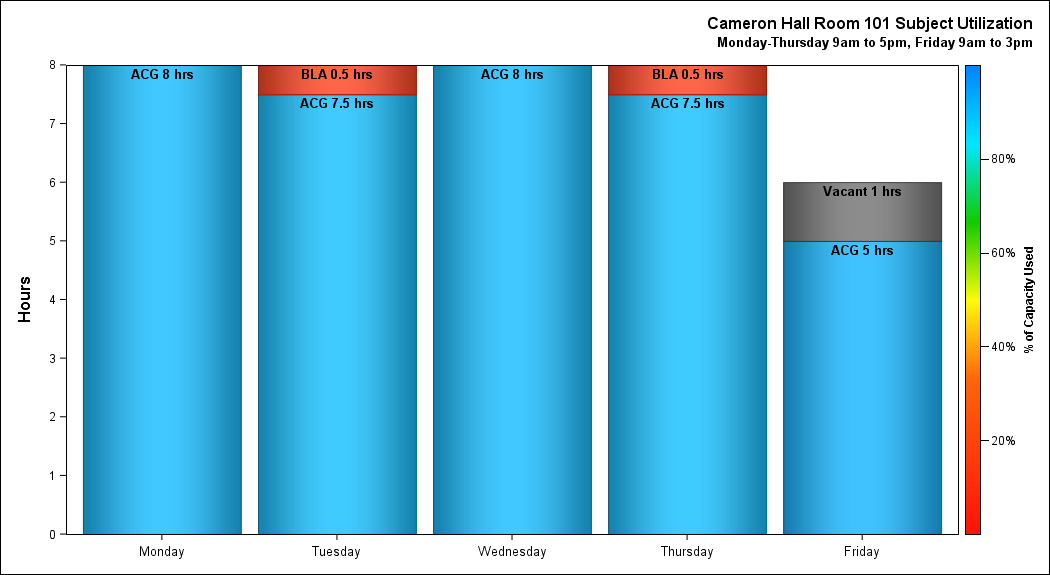 Cameron Hall Room 101 Subject Utilization
Monday-Thursday 9am to 5pm, Friday 9am to 3pm
Hours
8
7
6
5
4
3
2
1
0
ACG 8 hrs
BLA 0.5 hrs
ACG 7.5 hrs
ACG 8 hrs
BLA 0.5 hrs
ACG 7.5 hrs
Vacant 1 hrs
ACG 5 hrs
Monday
Tuesday
Wednesday
Thursday
Friday
80%
60%
40%
20%
% of Capacity Used